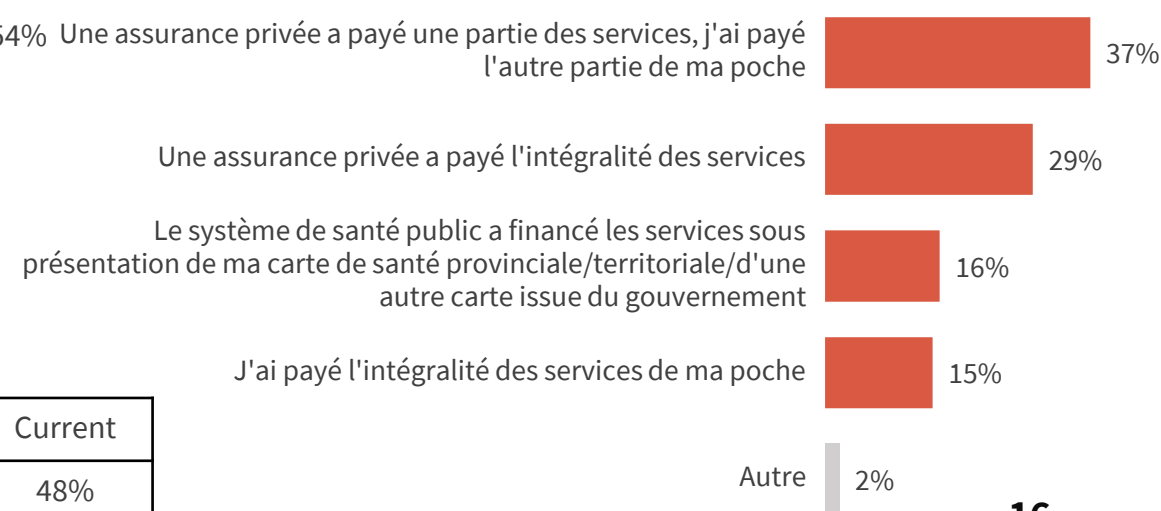 54% Une assurance privée a payé une partie des services, j'ai payé
l'autre partie de ma poche
37%
Une assurance privée a payé l'intégralité des services
29%
Le système de santé public a financé les services sous
présentation de ma carte de santé provinciale/territoriale/d'une
autre carte issue du gouvernement
16%
J'ai payé l'intégralité des services de ma poche
15%
Current
48%
Autre
2%
16